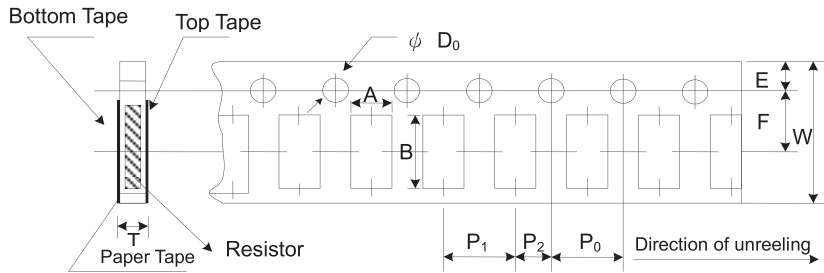 Bottom Tape
Top Tape
ϕ D₀
A
B
E
F
W
T
Paper Tape
Resistor
P₁
P₂
P₀
Direction of unreeling